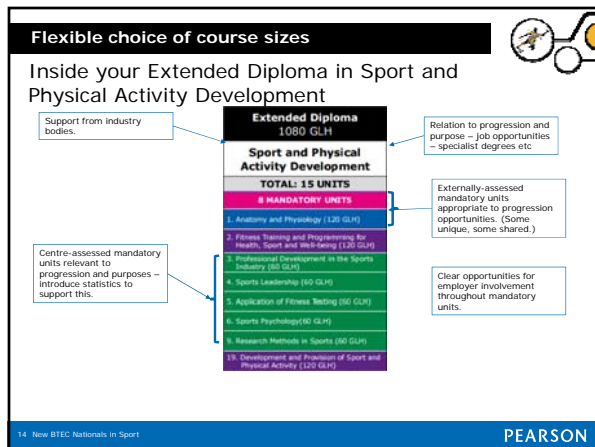 Flexible choice of course sizes
Inside your Extended Diploma in Sport and
Physical Activity Development
Support from industry
bodies.
Extended Diploma
1080 GLH
Sport and Physical
Activity Development
TOTAL: 15 UNITS
8 MANDATORY UNITS
1. Anatomy and Physiology (120 GLH)
2. Fitness Training and Programming for
Health, Sport and Well-being (120 GLH)
3. Professional Development in the Sports
Industry (60 GLH)
4. Sports Leadership (60 GLH)
5. Application of Fitness Testing (60 GLH)
6. Sports Psychology(60 GLH)
9. Research Methods in Sports (60 GLH)
19. Development and Provision of Sport and
Physical Activity (120 GLH)
Relation to progression and
purpose – job opportunities
– specialist degrees etc
Externally-assessed
mandatory units
appropriate to progression
opportunities. (Some
unique, some shared.)
Centre-assessed mandatory
units relevant to
progression and purposes –
introduce statistics to
support this.
Clear opportunities for
employer involvement
throughout mandatory
units.
14 New BTEC Nationals in Sport
PEARSON